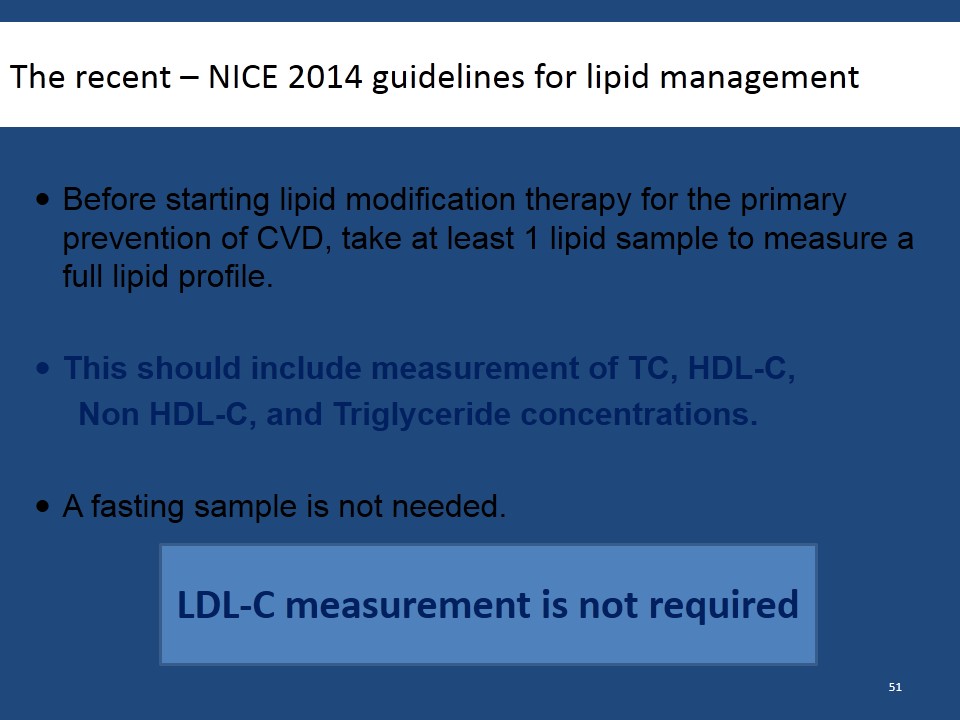 The recent – NICE 2014 guidelines for lipid management
• Before starting lipid modification therapy for the primary
prevention of CVD, take at least 1 lipid sample to measure a
full lipid profile.
• This should include measurement of TC, HDL-C,
Non HDL-C, and Triglyceride concentrations.
• A fasting sample is not needed.
LDL-C measurement is not required
51